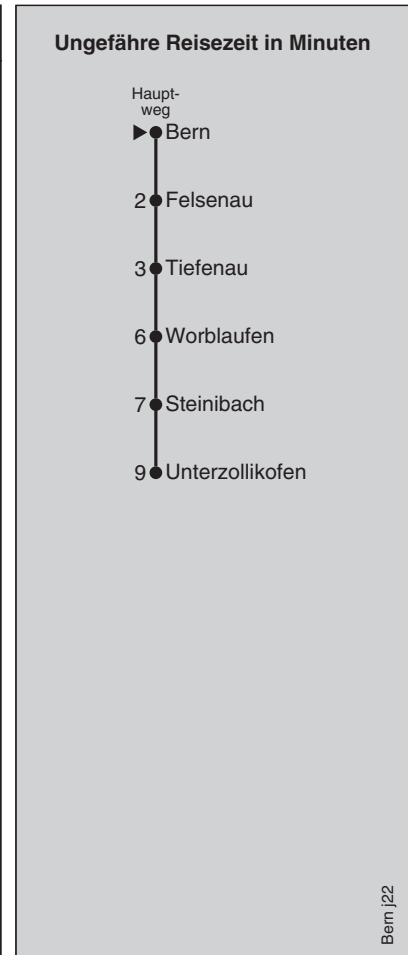 Ungefähre Reisezeit in Minuten
Haupt-
weg
Bern
2 Felsenau
3 Tiefenau
6 Worblaufen
7 Steinibach
9 Unterzollikofen
Bern j22